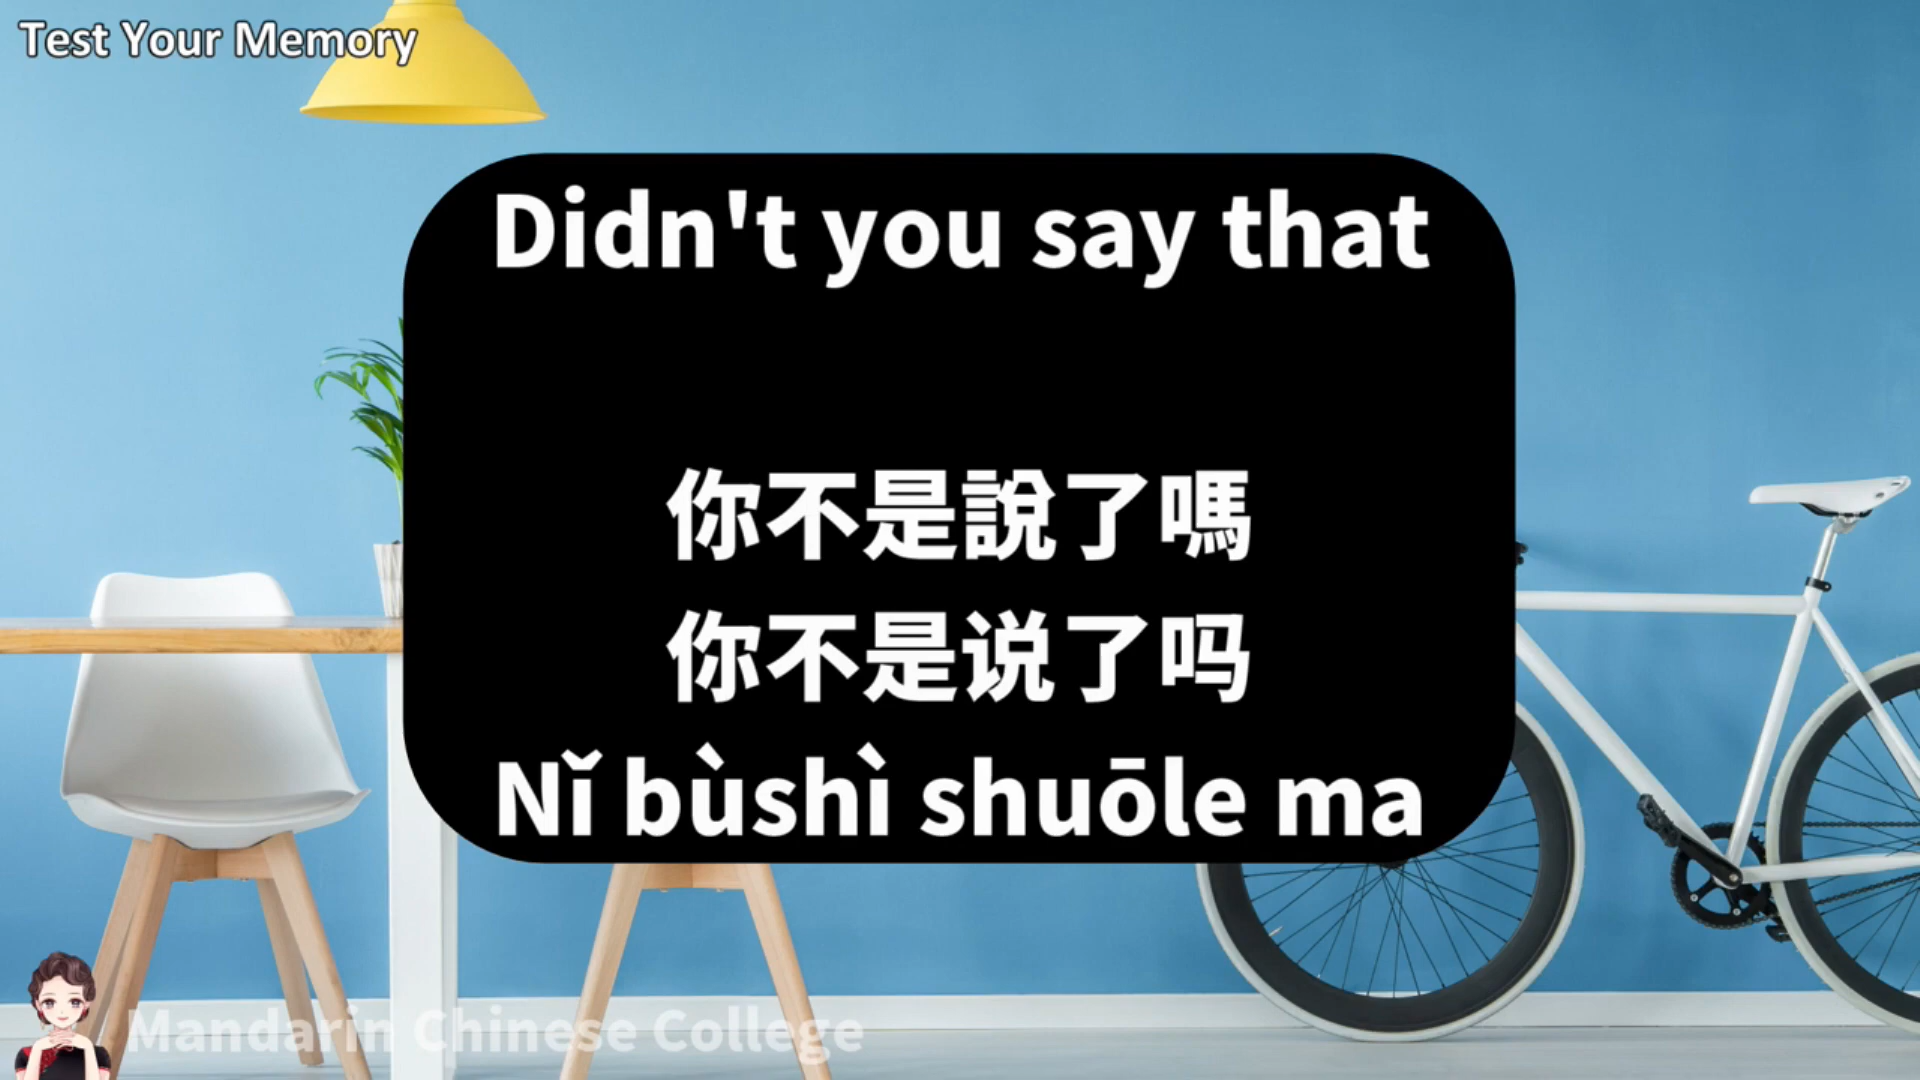 Test Your Memory
Didn't you say that
你不是說了嗎
你不是说了吗
Nǐ bùshì shuōle ma
Mandarin Chinese College